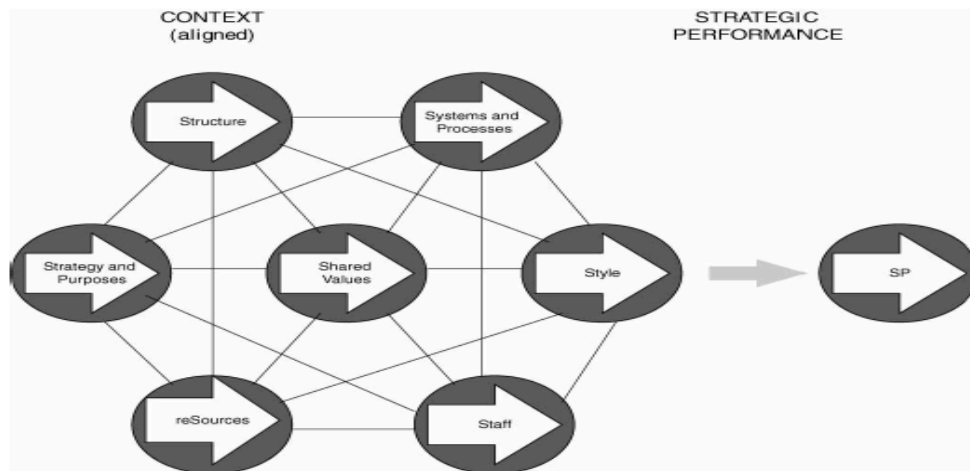 CONTEXT
(aligned)
STRATEGIC
PERFORMANCE
Structure
Systems and
Processes
Strategy and
Purposes
Shared
Values
Style
SP
reSources
Staff